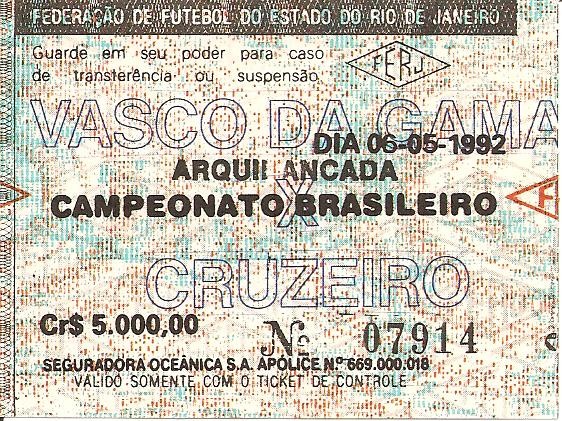 FEDERAÇÃO DE FUTEBOL DO ESTADO DO RIO DE JANEIRO
Guarde em seu poder para caso
de transferência ou suspensão
FERJ
VASCO DA GAMA
DIA 06-05-1992
ARQUIBANCADA
CAMPEONATO BRASILEIRO
X
CRUZEIRO
Cr$ 5.000,00
Nº 07914
SEGURADORA OCEÂNICA S.A. APÓLICE N.º 669.000.018
VÁLIDO SOMENTE COM O TICKET DE CONTROLE